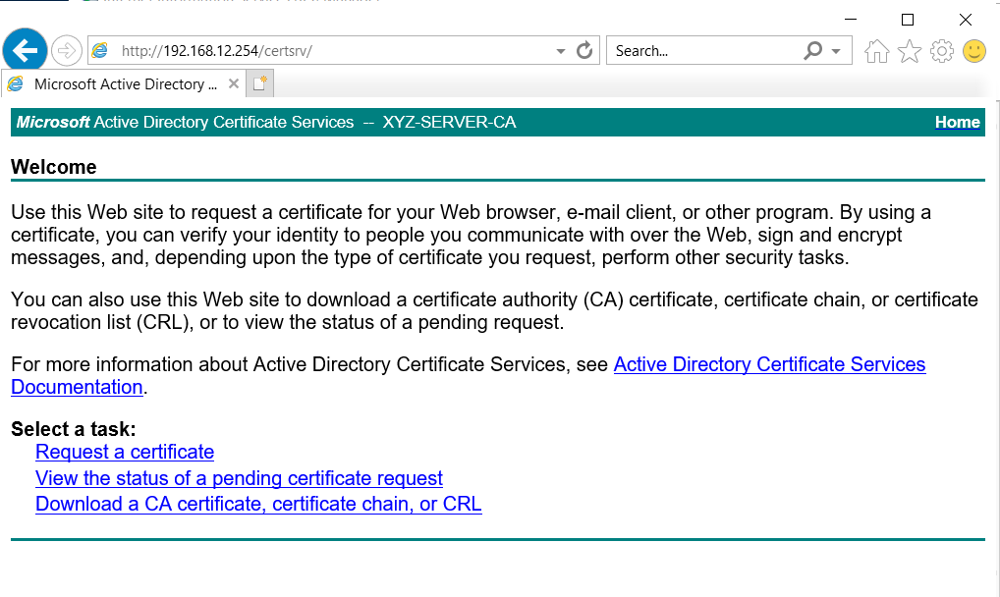 http://192.168.12.254/certsrv/
Search...
Microsoft Active Directory ...
Microsoft Active Directory Certificate Services -- XYZ-SERVER-CA
Home
Welcome
Use this Web site to request a certificate for your Web browser, e-mail client, or other program. By using a
certificate, you can verify your identity to people you communicate with over the Web, sign and encrypt
messages, and, depending upon the type of certificate you request, perform other security tasks.
You can also use this Web site to download a certificate authority (CA) certificate, certificate chain, or certificate
revocation list (CRL), or to view the status of a pending request.
For more information about Active Directory Certificate Services, see Active Directory Certificate Services
Documentation.
Select a task:
Request a certificate
View the status of a pending certificate request
Download a CA certificate, certificate chain, or CRL